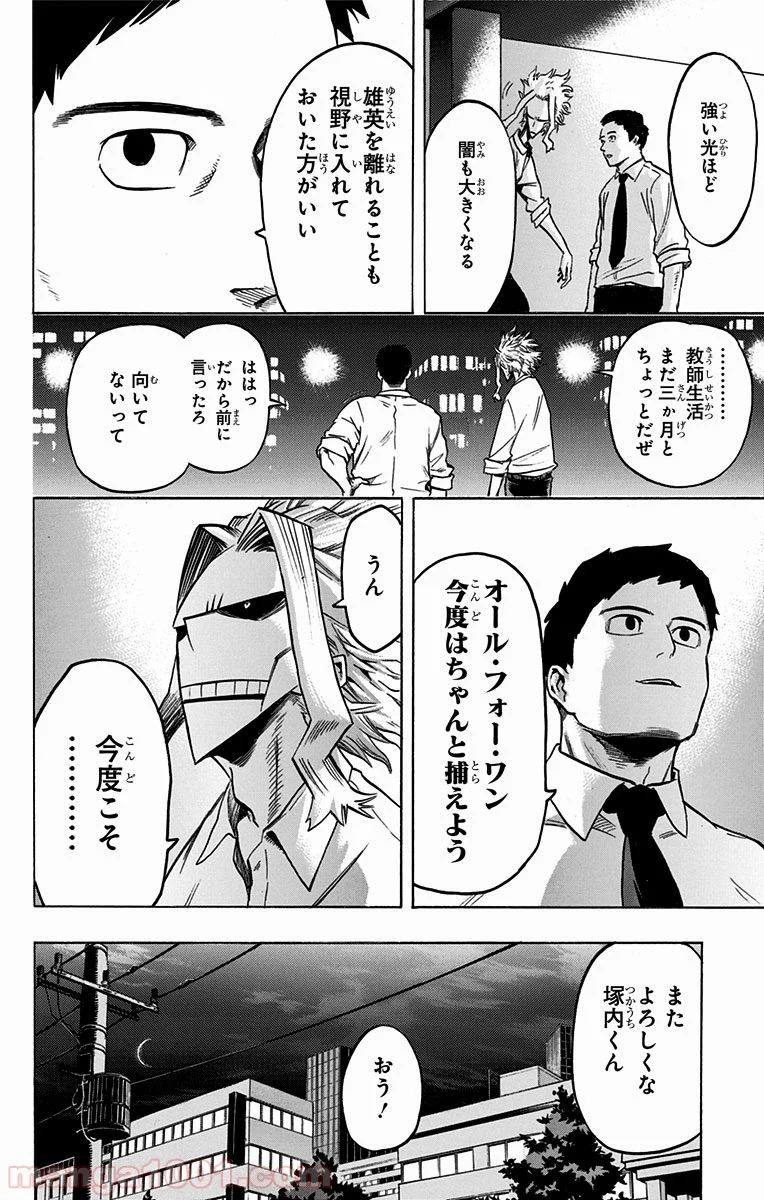 強い光ほど
闇も大きくなる
雄英を離れることも
視野に入れて
おいた方がいい
…………
教師生活
まだ三か月と
ちょっとだぜ
ははっ
だから前に
言ったろ
向いて
ないって
オール・フォー・ワン
今度はちゃんと捕えよう
うん
今度こそ
…………
また
よろしくな
塚内くん
おう!
manga1001.com